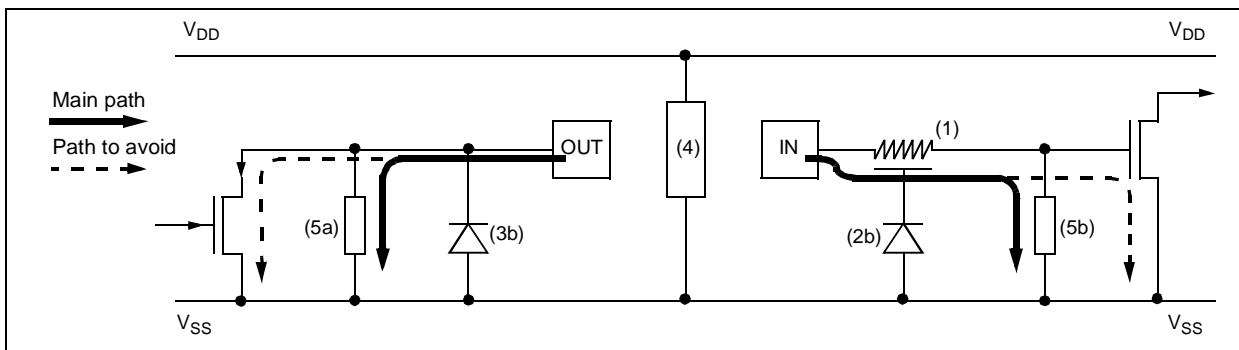 V_DD
V_DD
Main path
Path to avoid
OUT
(4)
IN
(1)
(5a)
(3b)
(2b)
(5b)
V_SS
V_SS